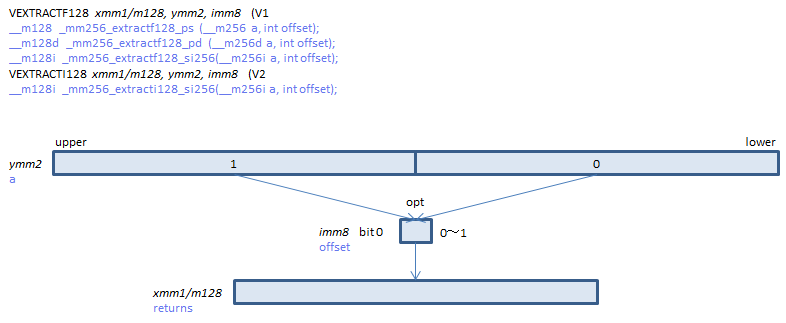 VEXTRACTF128 xmm1/m128, ymm2, imm8 (V1
__m128 _mm256_extractf128_ps (__m256 a, int offset);
__m128d _mm256_extractf128_pd (__m256d a, int offset);
__m128i _mm256_extractf128_si256(__m256i a, int offset);
VEXTRACTI128 xmm1/m128, ymm2, imm8 (V2
__m128i _mm256_extracti128_si256(__m256i a, int offset);
upper lower
ymm2 1 0
a
opt
imm8 bit 0 0～1
offset
xmm1/m128
returns